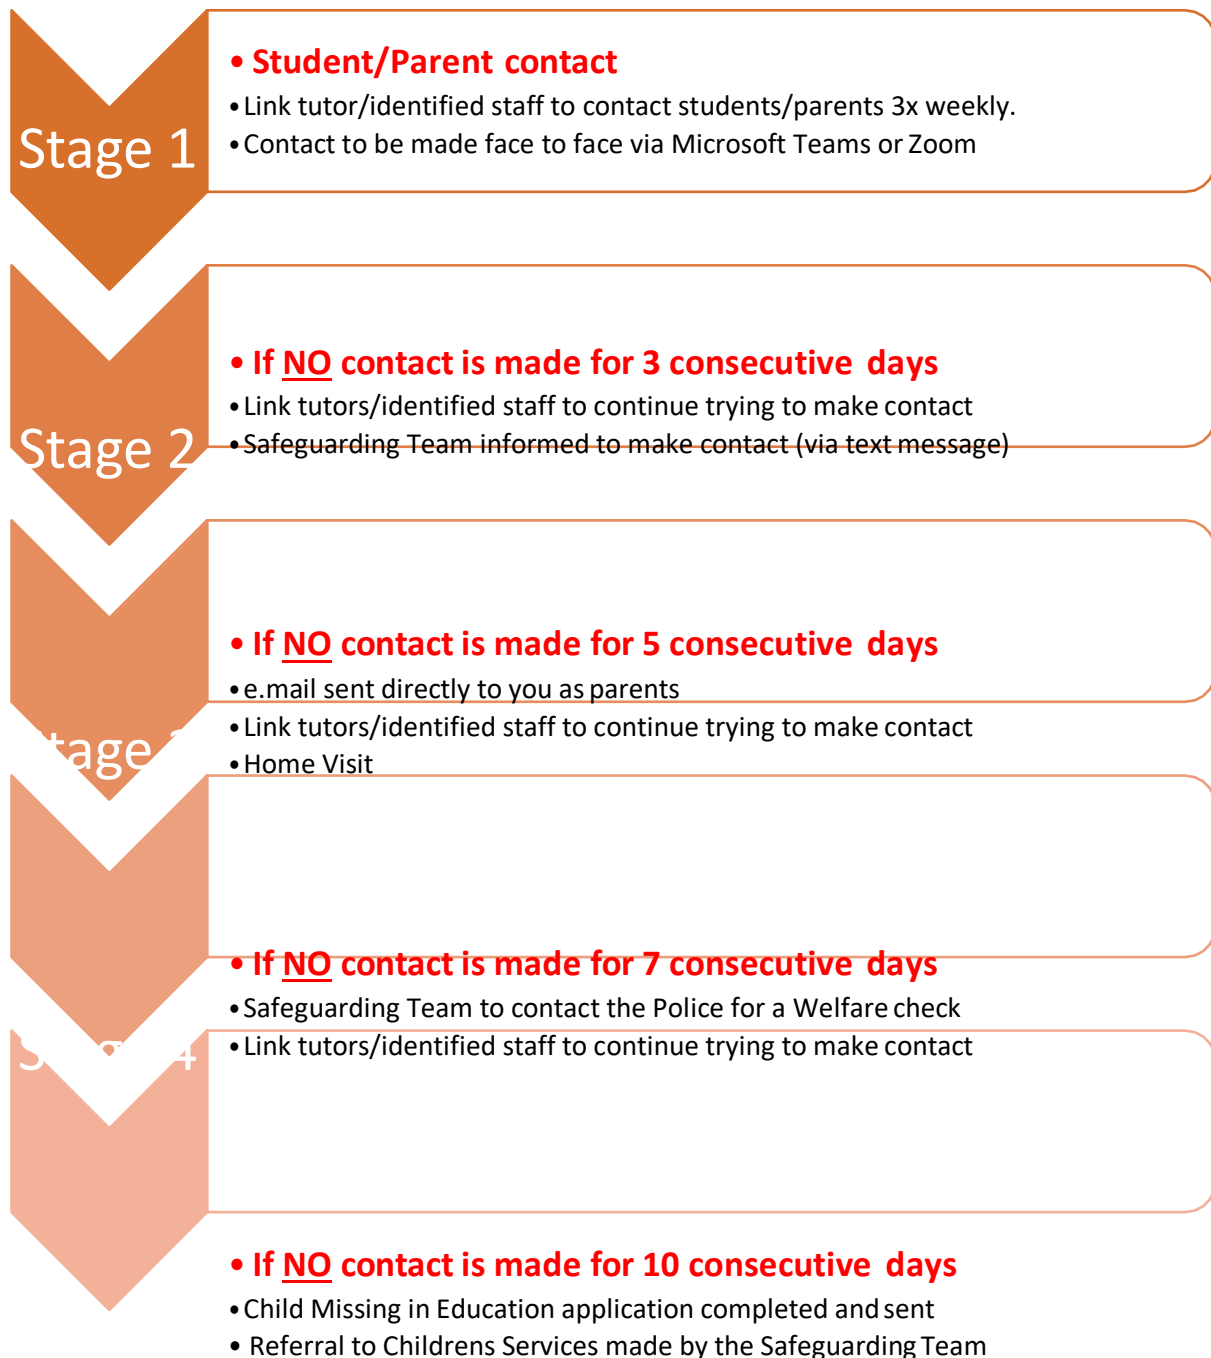 Stage 1
• Student/Parent contact
• Link tutor/identified staff to contact students/parents 3x weekly.
• Contact to be made face to face via Microsoft Teams or Zoom
Stage 2
• If NO contact is made for 3 consecutive days
• Link tutors/identified staff to continue trying to make contact
• Safeguarding Team informed to make contact (via text message)
Stage 3
• If NO contact is made for 5 consecutive days
• e.mail sent directly to you as parents
• Link tutors/identified staff to continue trying to make contact
• Home Visit
Stage 4
• If NO contact is made for 7 consecutive days
• Safeguarding Team to contact the Police for a Welfare check
• Link tutors/identified staff to continue trying to make contact
• If NO contact is made for 10 consecutive days
• Child Missing in Education application completed and sent
• Referral to Childrens Services made by the Safeguarding Team